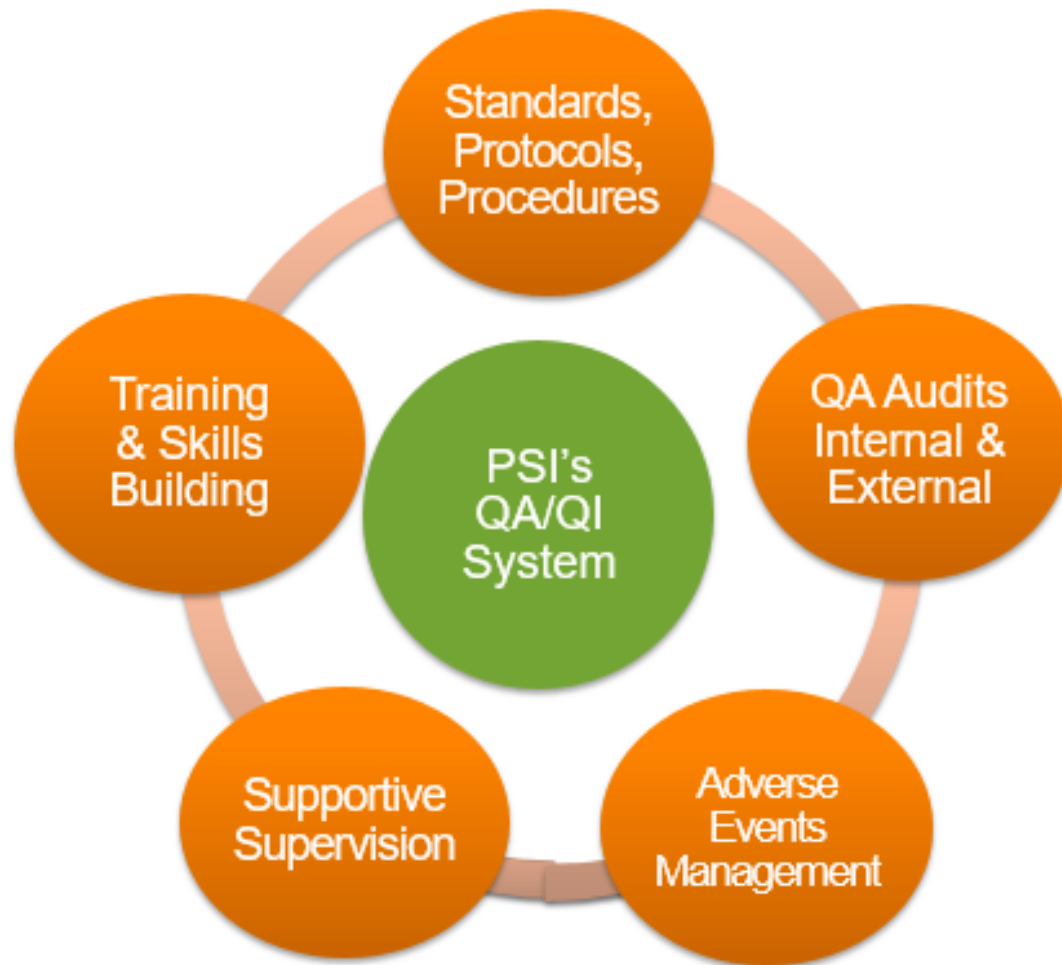 Standards,
Protocols,
Procedures
QA Audits
Internal &
External
Adverse
Events
Management
Supportive
Supervision
Training
& Skills
Building
PSI's
QA/QI
System